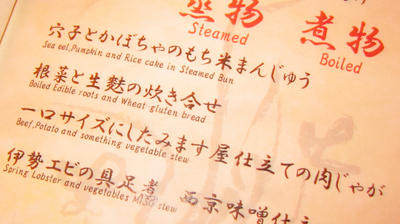 蒸物
Steamed
煮物
Boiled
穴子とかぼちゃのもち米まんじゅう
Sea eel,Pumpkin and Rice cake in Steamed Bun
根菜と生麩の炊き合せ
Boiled Edible roots and Wheat-gluten bread
一口サイズにしたみます屋仕立ての肉じゃが
Beef,Potato and something vegetable stew
伊勢エビの具足煮 西京味噌仕立
Spring Lobster and vegetables MISO stew